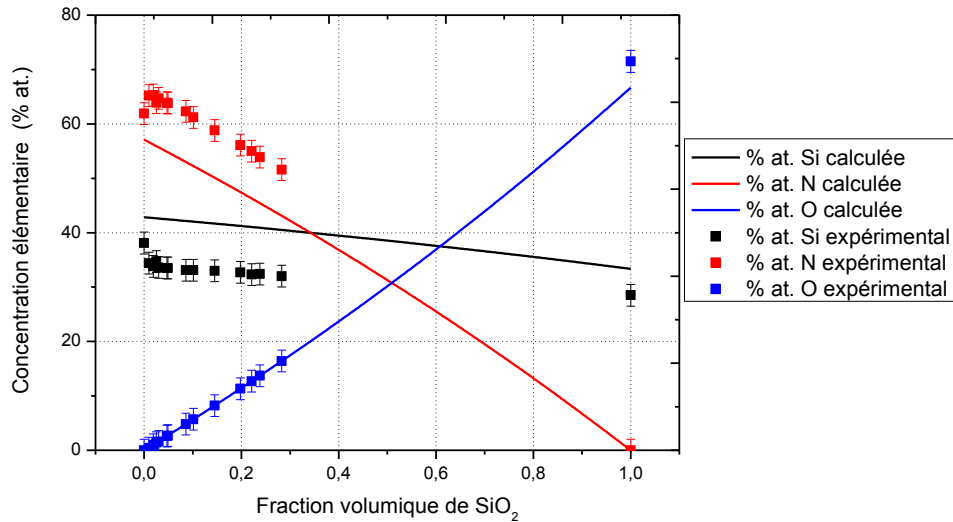 Concentration élémentaire (% at.)
80
60
40
20
0
0,0
0,2
0,4
0,6
0,8
1,0
Fraction volumique de SiO₂
% at. Si calculée
% at. N calculée
% at. O calculée
% at. Si expérimental
% at. N expérimental
% at. O expérimental